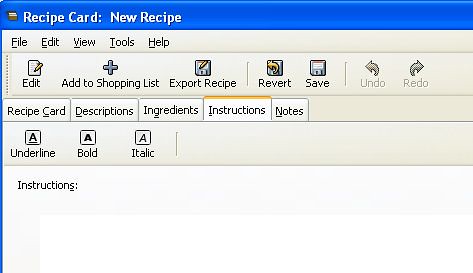 Recipe Card: New Recipe
File Edit View Tools Help
Edit Add to Shopping List Export Recipe Revert Save Undo Redo
Recipe Card Descriptions Ingredients Instructions Notes
A A A
Underline Bold Italic
Instructions: